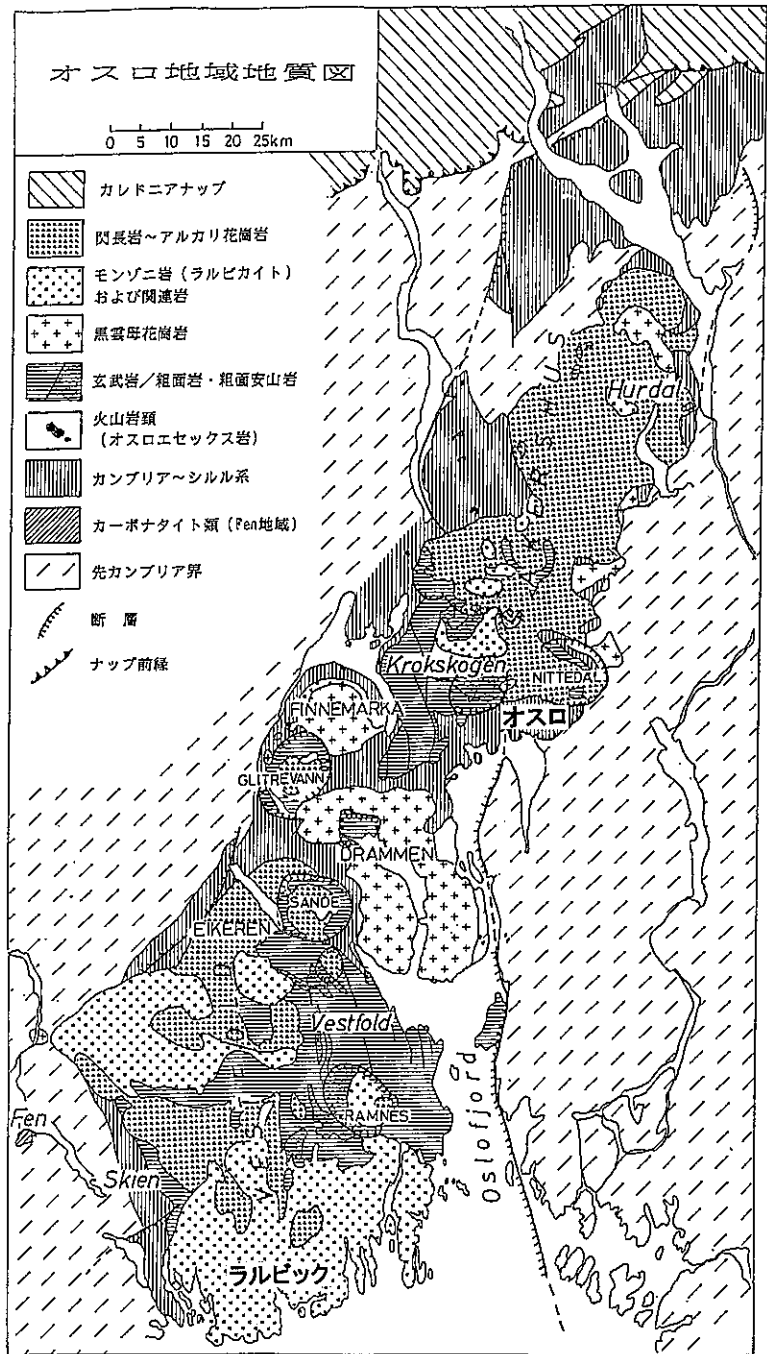 オスロ地域地質図
0 5 10 15 20 25km
カレドニアナップ
閃長岩～アルカリ花崗岩
モンゾニ岩（ラルビカイト）
および関連岩
黒雲母花崗岩
玄武岩/粗面岩・粗面安山岩
火山岩頸
（オスロエセックス岩）
カンブリア～シルル系
カーボナタイト類（Fen地域）
先カンブリア界
断層
ナップ前縁
Hurdal
Krokskogen
NITTEDAL
FINNEMARKA
オスロ
GLITREVANN
DRAMMEN
SANDE
EIKEREN
Vestfold
RAMNES
Fen
Oslofjord
Skien
ラルビック